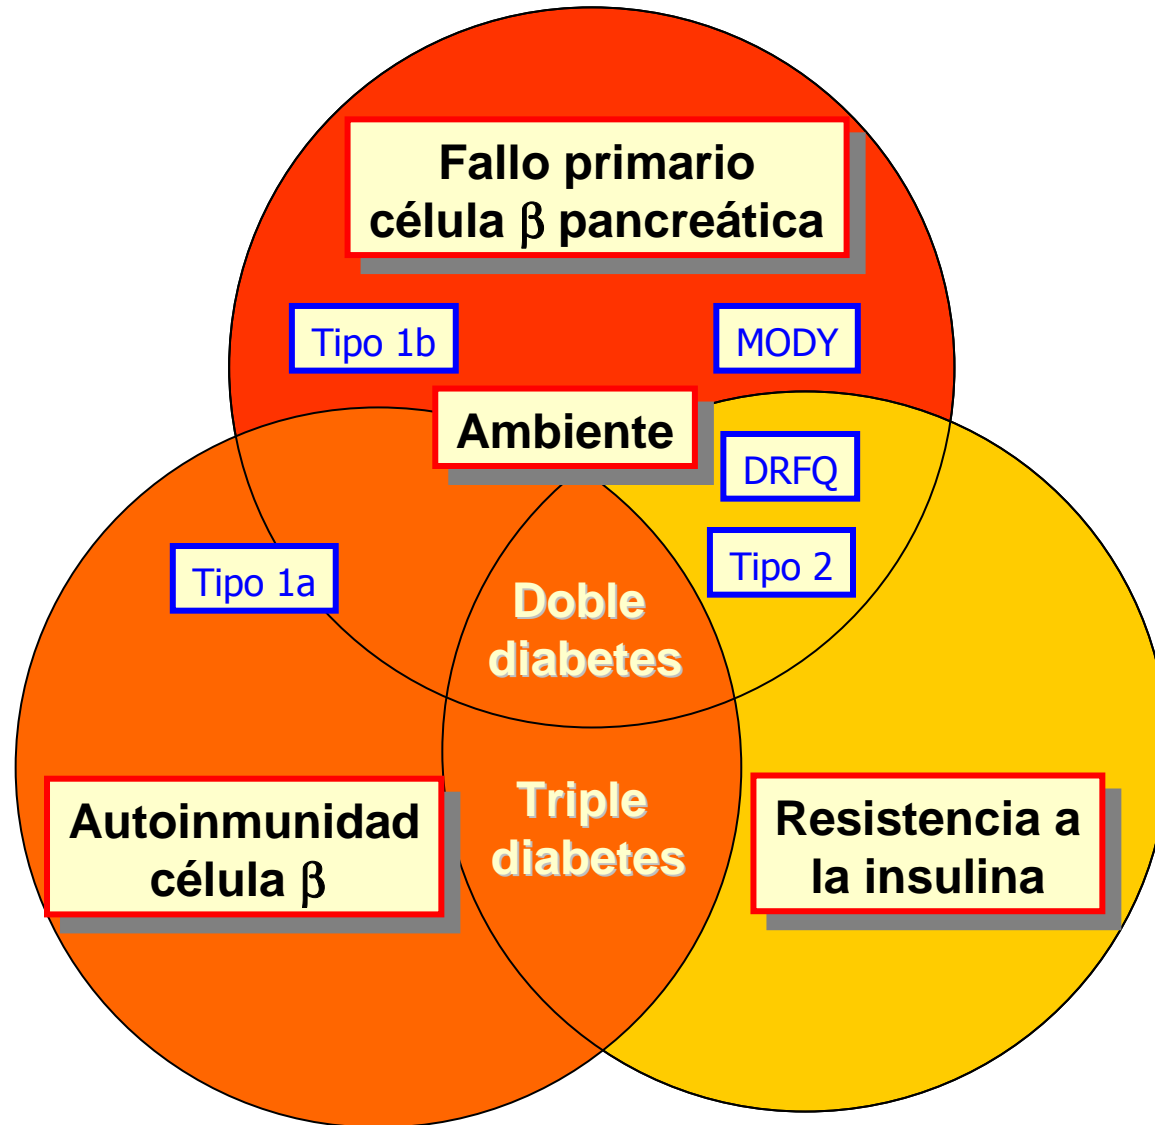 Fallo primario
célula β pancreática
Tipo 1b
MODY
Ambiente
DRFQ
Tipo 1a
Tipo 2
Doble
diabetes
Triple
diabetes
Autoinmunidad
célula β
Resistencia a
la insulina